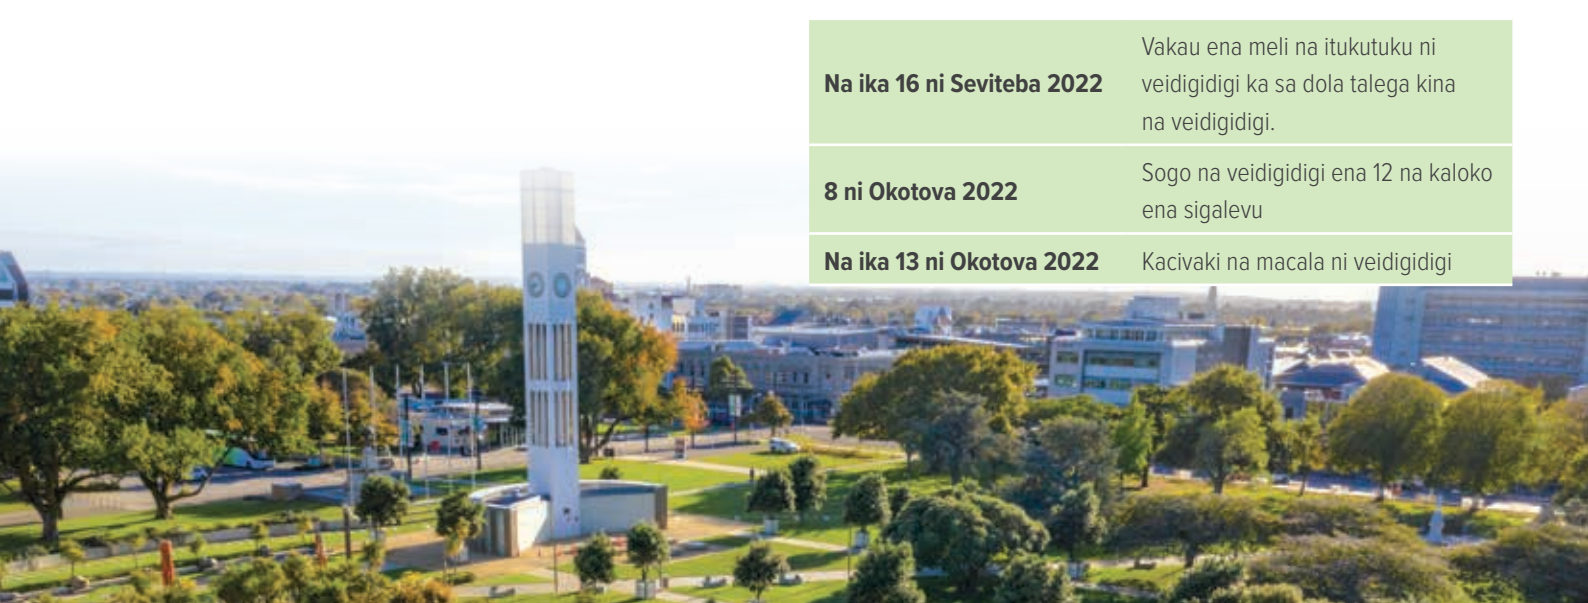 Na ika 16 ni Seviteba 2022
Vakau ena meli na itukutuku ni
veidigidigi ka sa dola talega kina
na veidigidigi.
8 ni Okotova 2022
Sogo na veidigidigi ena 12 na kaloko
ena sigalevu
Na ika 13 ni Okotova 2022
Kacivaki na macala ni veidigidigi